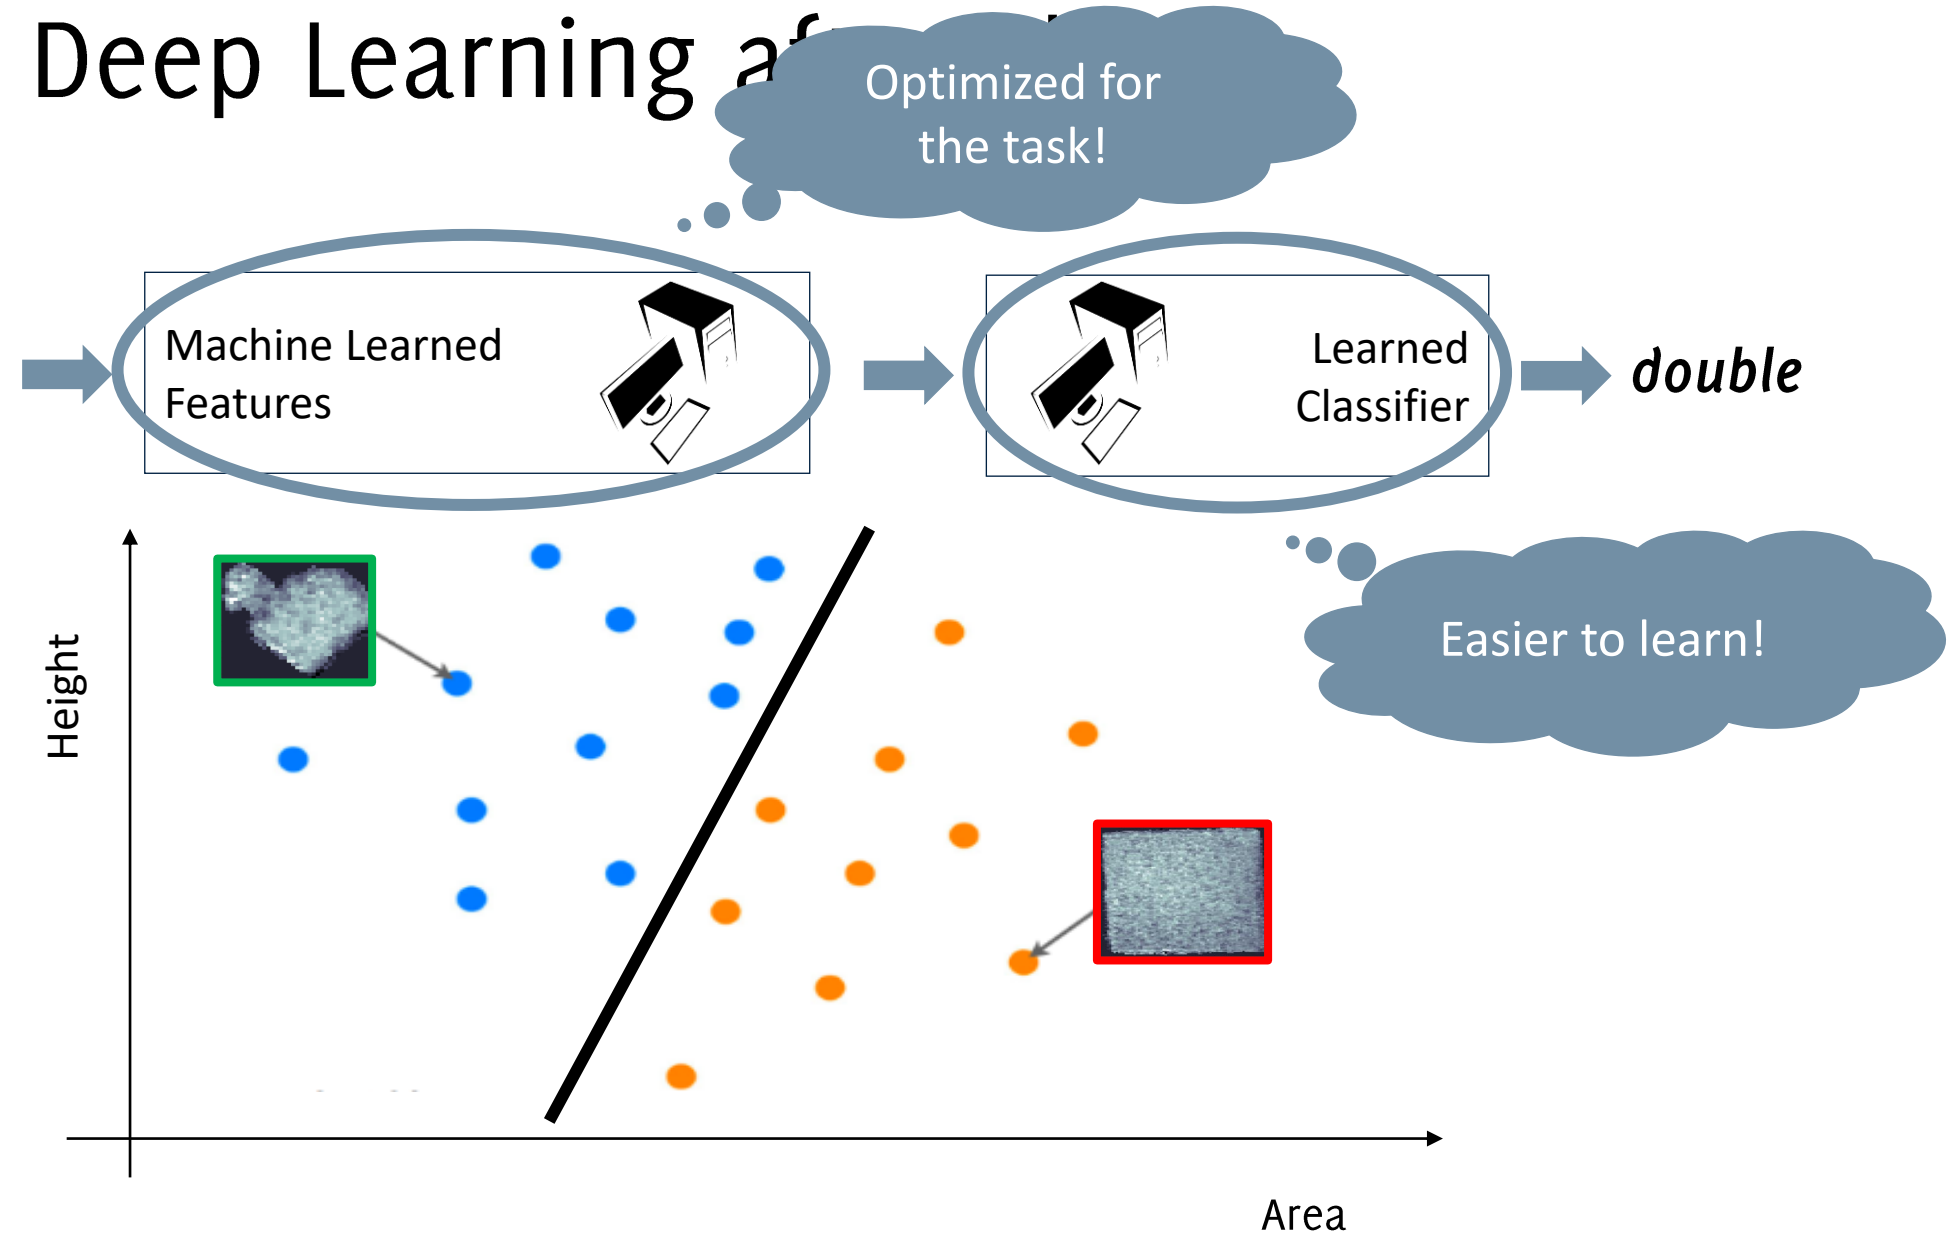 Deep Learning
Optimized for
the task!
Machine Learned
Features
Learned
Classifier
double
Height
Easier to learn!
Area